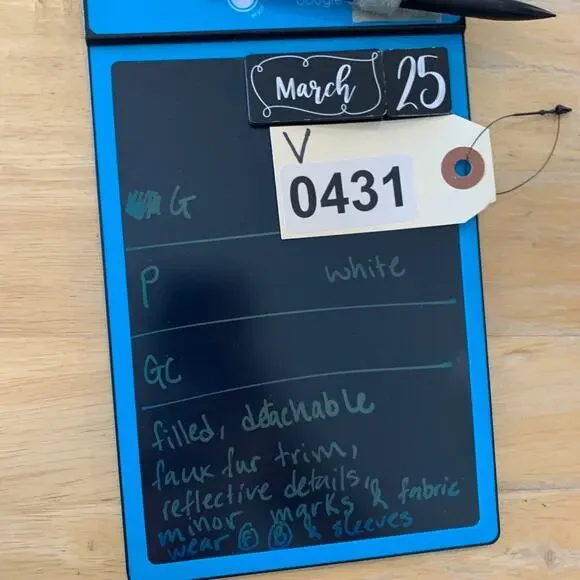 March 25
V
0431
G
P white
GC
filled, detachable
faux fur trim,
reflective details,
minor marks & fabric
wear F B & sleeves